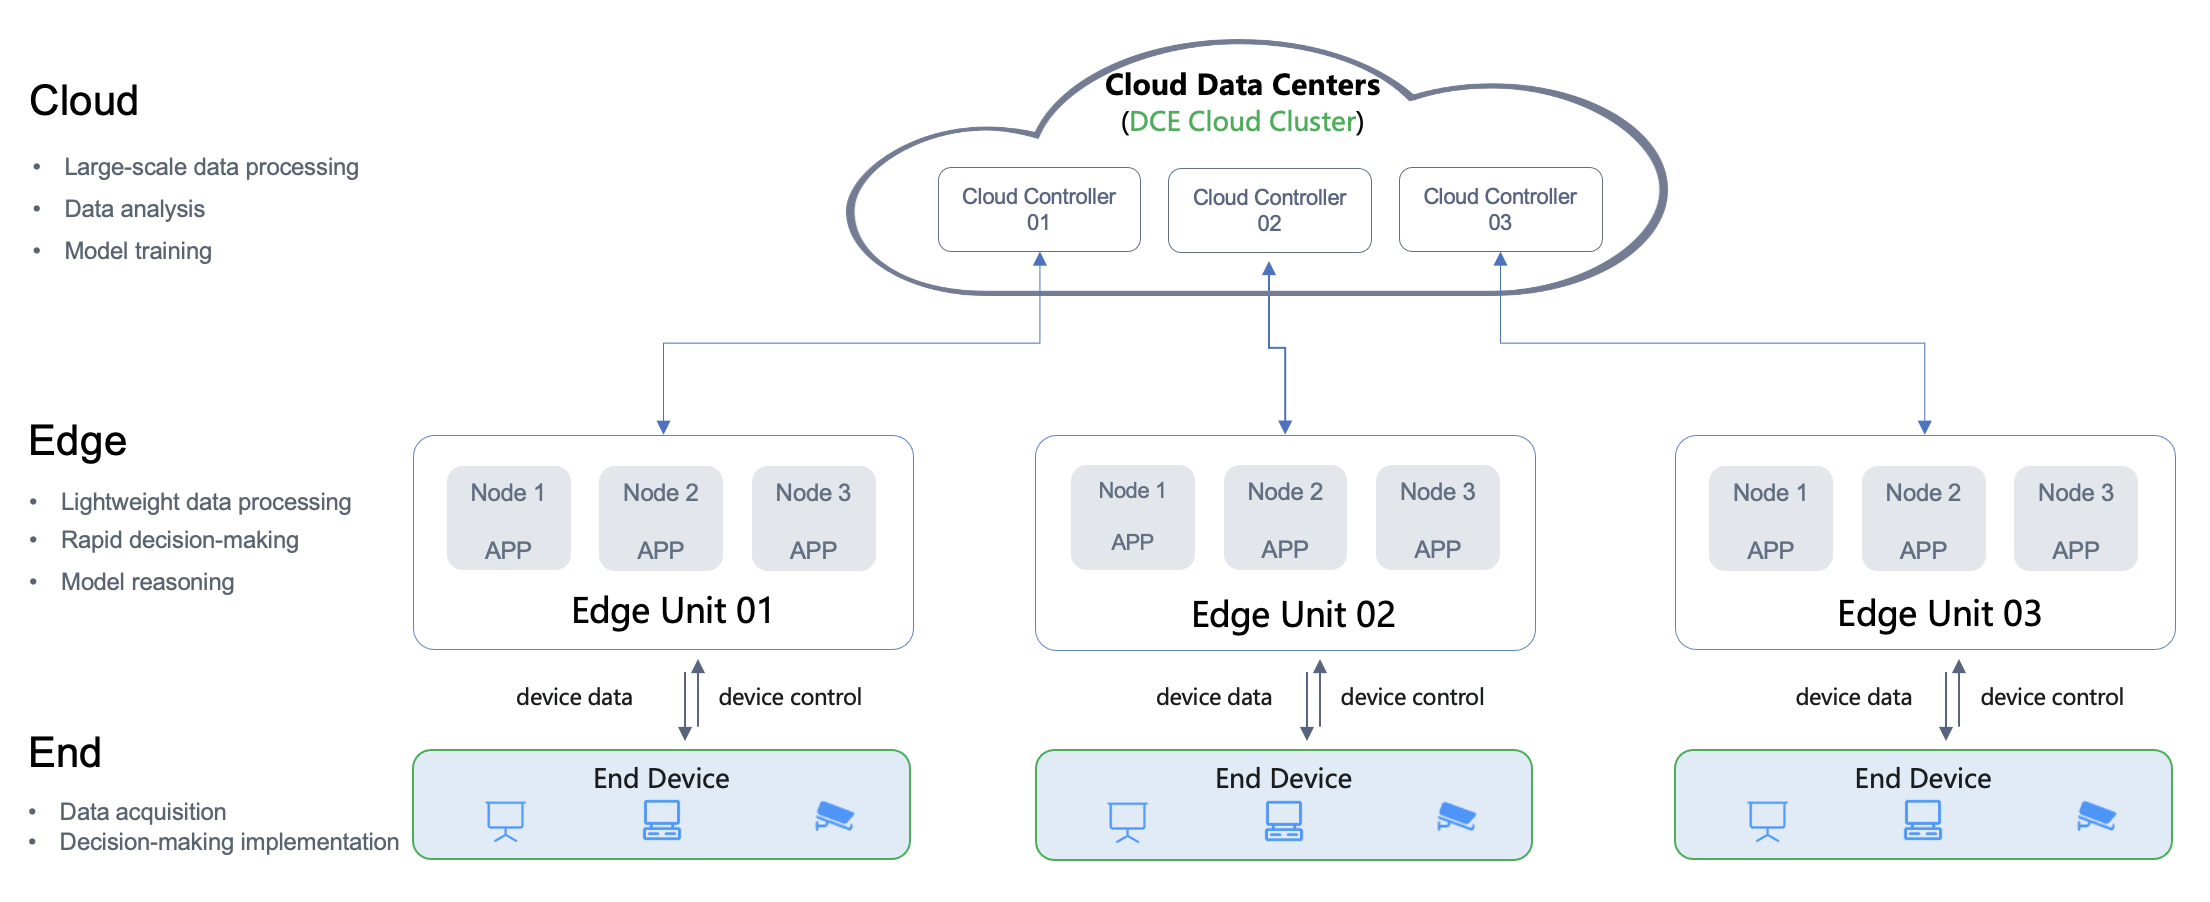 Cloud
• Large-scale data processing
• Data analysis
• Model training
Cloud Data Centers
(DCE Cloud Cluster)
Cloud Controller
01
Cloud Controller
02
Cloud Controller
03
Edge
• Lightweight data processing
• Rapid decision-making
• Model reasoning
Node 1
APP
Node 2
APP
Node 3
APP
Edge Unit 01
Node 1
APP
Node 2
APP
Node 3
APP
Edge Unit 02
Node 1
APP
Node 2
APP
Node 3
APP
Edge Unit 03
device data
device control
device data
device control
device data
device control
End
• Data acquisition
• Decision-making implementation
End Device
End Device
End Device